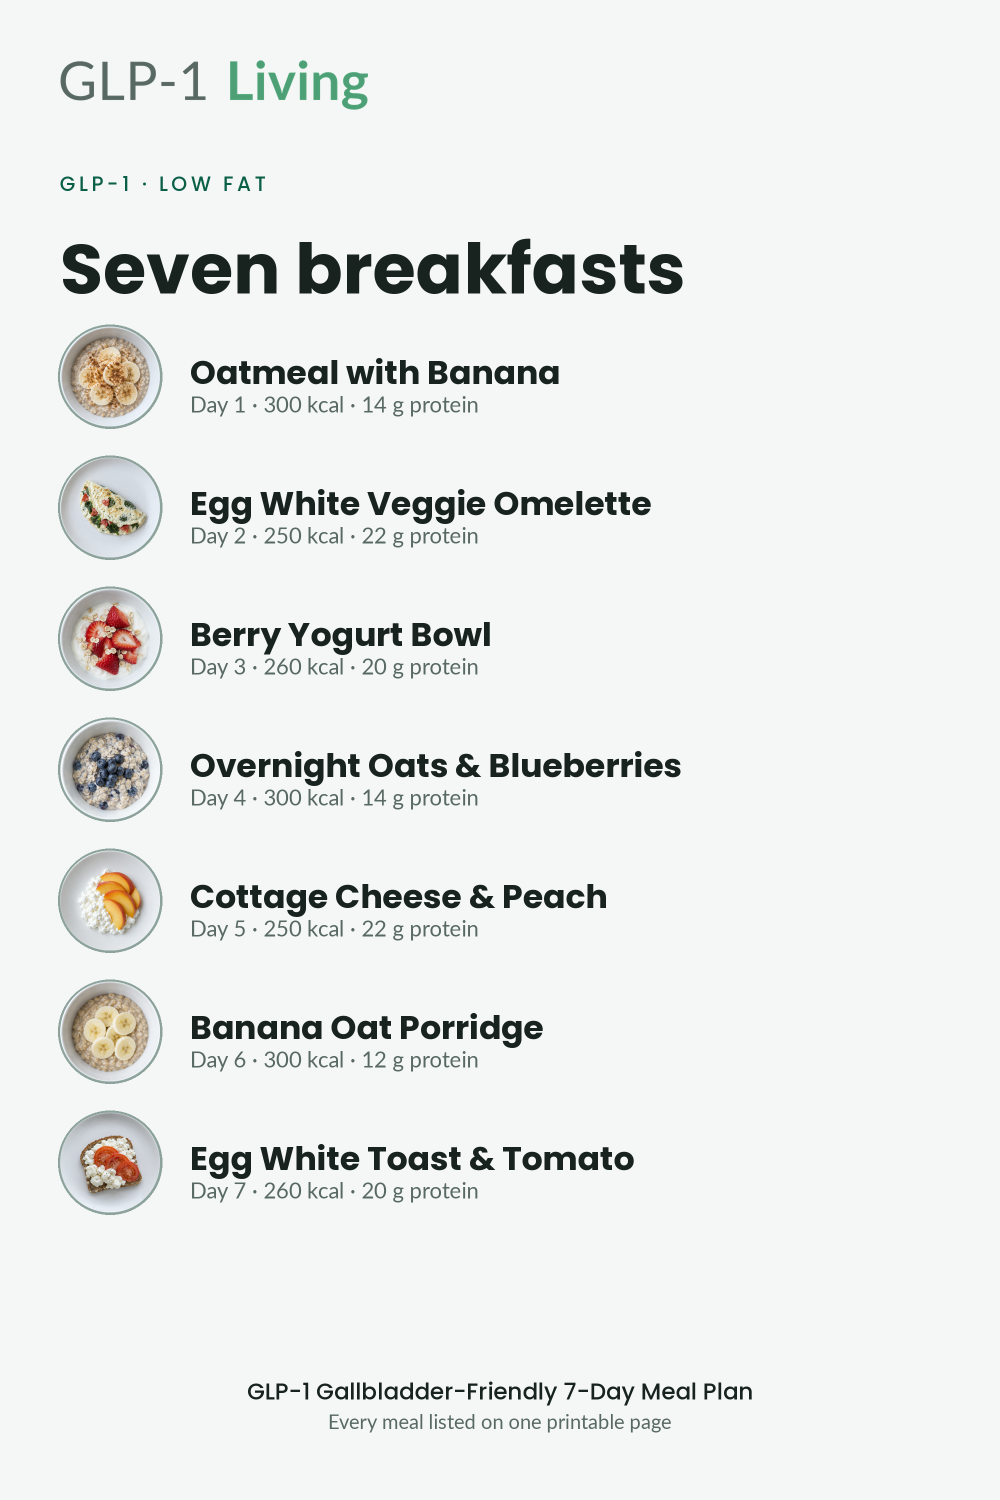 GLP-1 Living
GLP-1 · LOW FAT
Seven breakfasts
Oatmeal with Banana
Day 1 · 300 kcal · 14 g protein
Egg White Veggie Omelette
Day 2 · 250 kcal · 22 g protein
Berry Yogurt Bowl
Day 3 · 260 kcal · 20 g protein
Overnight Oats & Blueberries
Day 4 · 300 kcal · 14 g protein
Cottage Cheese & Peach
Day 5 · 250 kcal · 22 g protein
Banana Oat Porridge
Day 6 · 300 kcal · 12 g protein
Egg White Toast & Tomato
Day 7 · 260 kcal · 20 g protein
GLP-1 Gallbladder-Friendly 7-Day Meal Plan
Every meal listed on one printable page